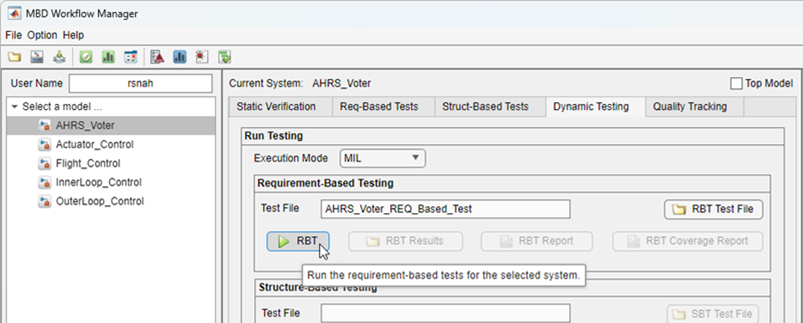 MBD Workflow Manager
File Option Help
User Name rsnah
Current System: AHRS_Voter
Top Model
Select a model ...
AHRS_Voter
Actuator_Control
Flight_Control
InnerLoop_Control
OuterLoop_Control
Static Verification Req-Based Tests Struct-Based Tests Dynamic Testing Quality Tracking
Run Testing
Execution Mode MIL
Requirement-Based Testing
Test File AHRS_Voter_REQ_Based_Test RBT Test File
RBT RBT Results RBT Report RBT Coverage Report
Run the requirement-based tests for the selected system.
Structure-Based Testing
Test File SBT Test File